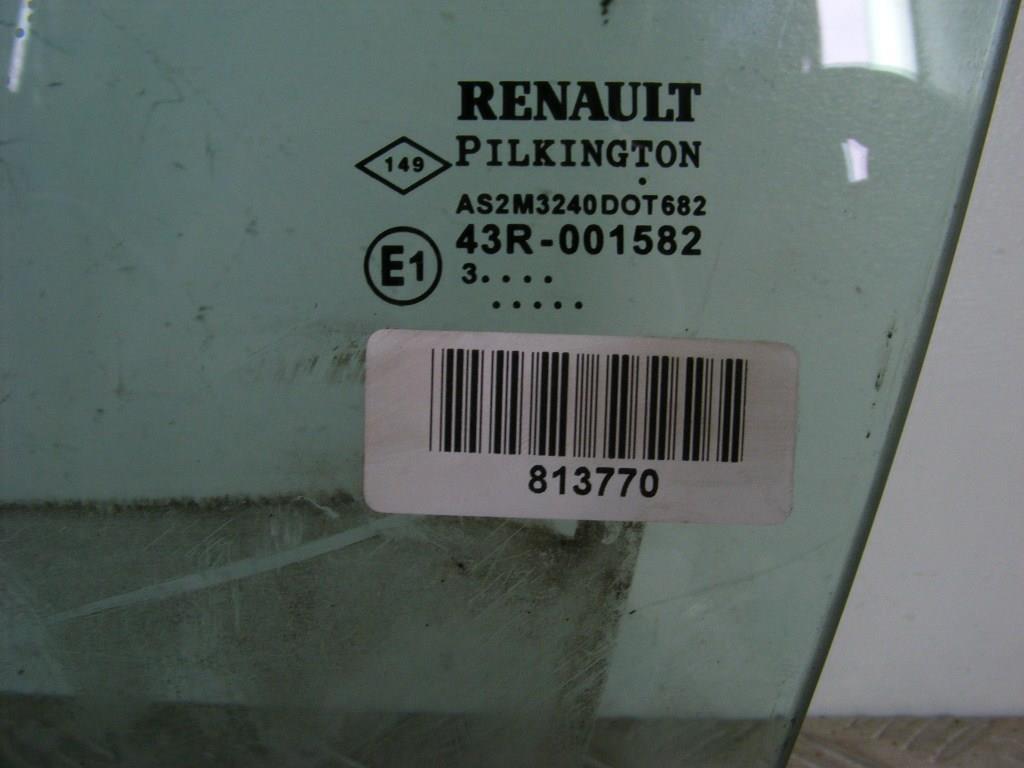 RENAULT
149 PILKINGTON
.
AS2M3240DOT682
E1 43R-001582
3....
.....
813770